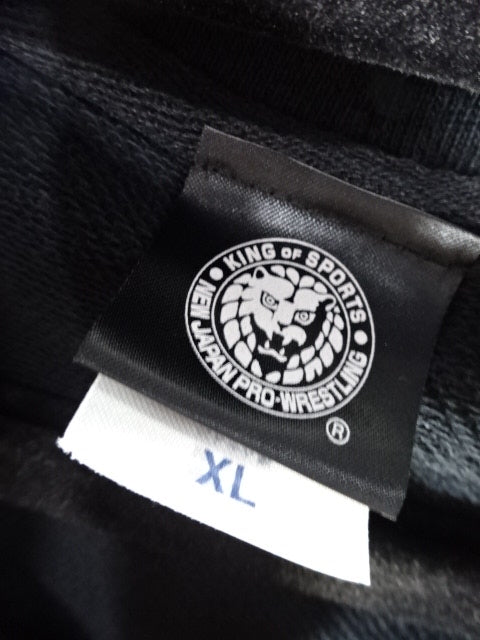 KING OF SPORTS
NEW JAPAN PRO-WRESTLING
®
XL